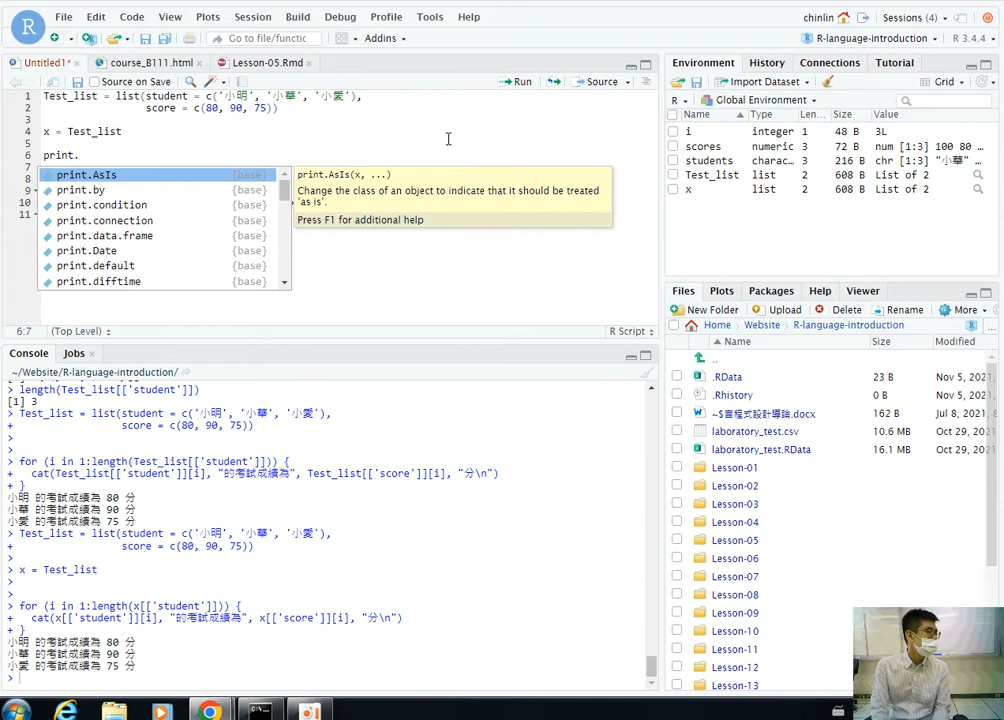 File Edit Code View Plots Session Build Debug Profile Tools Help
chinlin Sessions (4)
Go to file/functic Addins
R-language-introduction R 3.4.4
Untitled1* course_B111.html Lesson-05.Rmd
Source on Save Run Source
1 Test_list = list(student = c('小明', '小華', '小愛'),
2 score = c(80, 90, 75))
3
4 x = Test_list
5
6 print.
7
8
9
10
11
print.AsIs {base}
print.by {base}
print.condition {base}
print.connection {base}
print.data.frame {base}
print.Date {base}
print.default {base}
print.difftime {base}
print.AsIs(x, ...)
Change the class of an object to indicate that it should be treated
‘as is’.
Press F1 for additional help
6:7 (Top Level) R Script
Console Jobs
~/Website/R-language-introduction/
> length(Test_list[['student']])
[1] 3
> Test_list = list(student = c('小明', '小華', '小愛'),
+ score = c(80, 90, 75))
>
>
> for (i in 1:length(Test_list[['student']])) {
+ cat(Test_list[['student']][i], "的考試成績為", Test_list[['score']][i], "分\n")
+ }
小明 的考試成績為 80 分
小華 的考試成績為 90 分
小愛 的考試成績為 75 分
> Test_list = list(student = c('小明', '小華', '小愛'),
+ score = c(80, 90, 75))
>
> x = Test_list
>
>
> for (i in 1:length(x[['student']])) {
+ cat(x[['student']][i], "的考試成績為", x[['score']][i], "分\n")
+ }
小明 的考試成績為 80 分
小華 的考試成績為 90 分
小愛 的考試成績為 75 分
>
Environment History Connections Tutorial
Import Dataset Grid
R Global Environment
Name Type Len... Size Value
i integer 1 48 B 3L
scores numeric 3 72 B num [1:3] 100 80
students charac... 3 216 B chr [1:3] "小華" "
Test_list list 2 608 B List of 2
x list 2 608 B List of 2
Files Plots Packages Help Viewer
New Folder Upload Delete Rename More
Home Website R-language-introduction ...
Name Size Modified
..
.RData 23 B Nov 5, 2021
.Rhistory 0 B Nov 5, 2021
162 B Jul 8, 2021,
laboratory_test.csv 10.6 MB Oct 29, 2021
laboratory_test.RData 16.1 MB Oct 29, 2021
Lesson-01
Lesson-02
Lesson-03
Lesson-04
Lesson-05
Lesson-06
Lesson-07
Lesson-08
Lesson-09
Lesson-10
Lesson-11
Lesson-12
Lesson-13